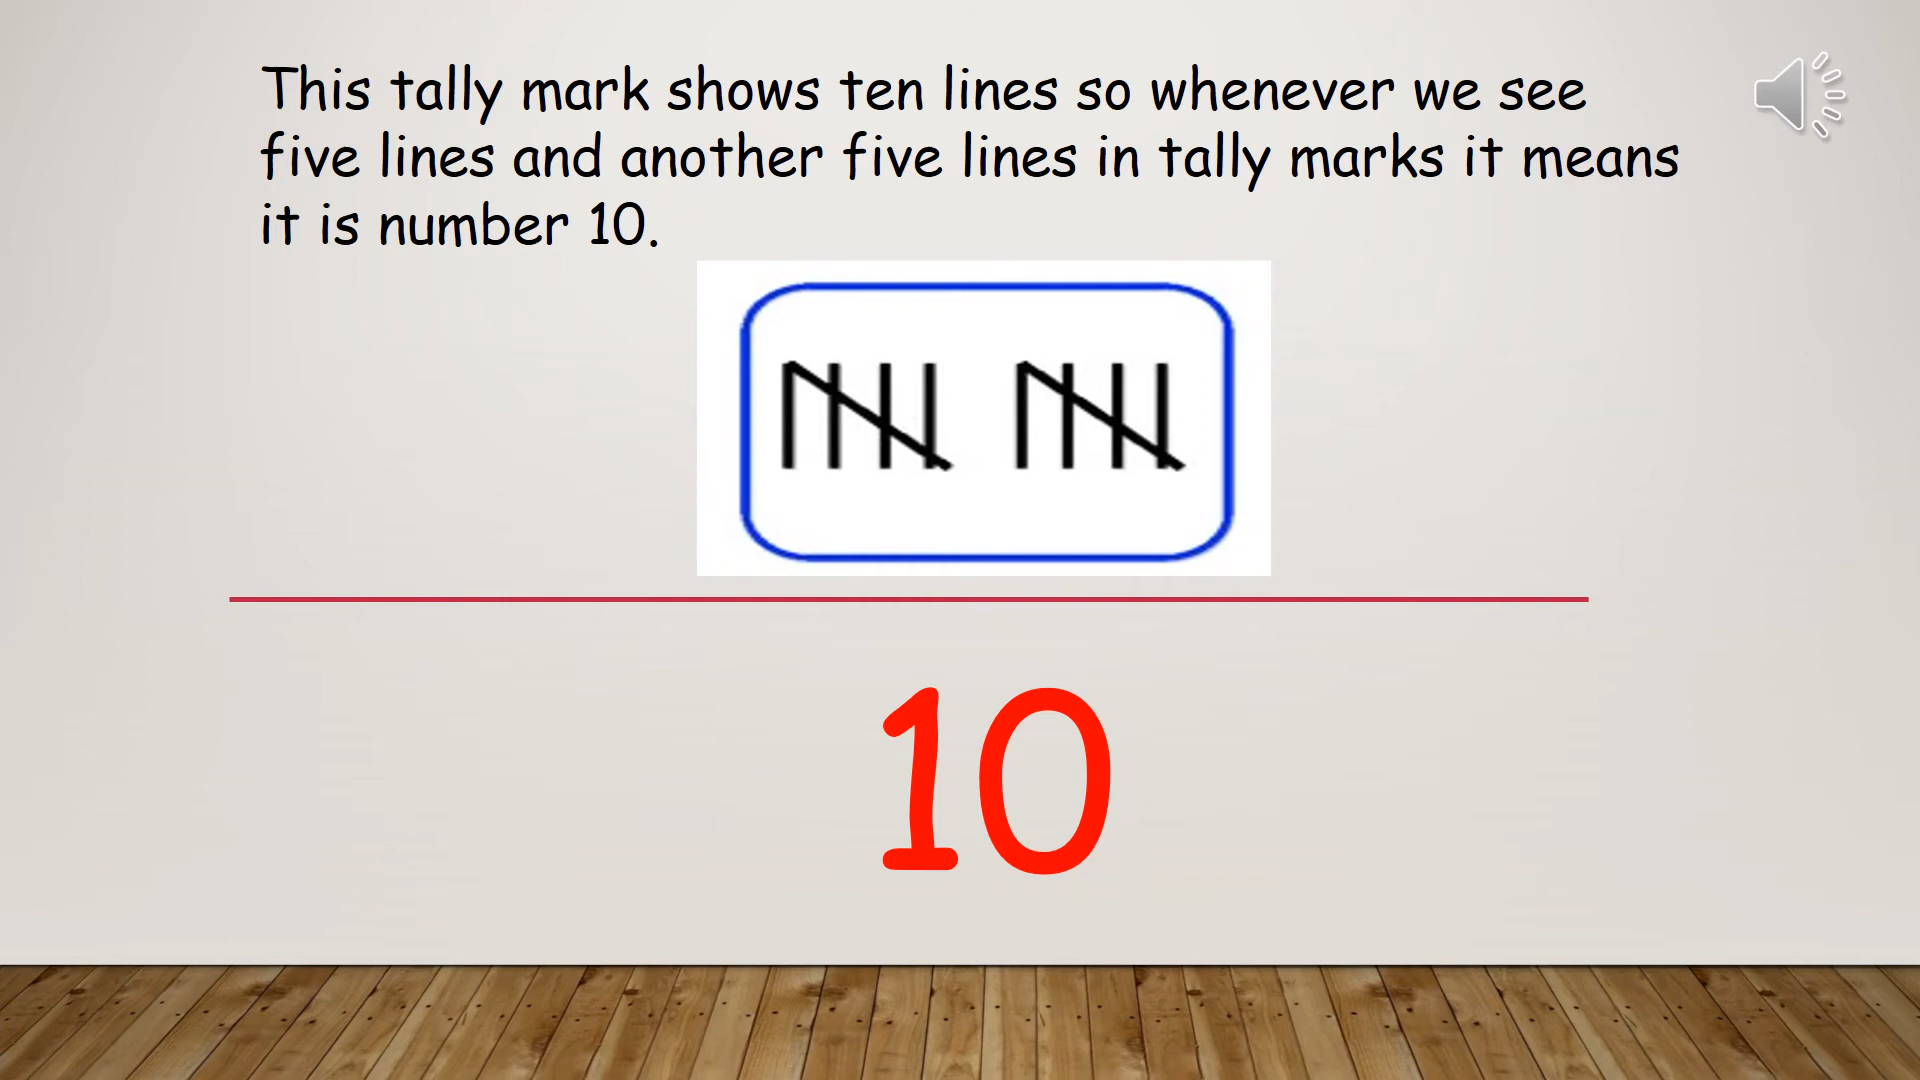 This tally mark shows ten lines so whenever we see
five lines and another five lines in tally marks it means
it is number 10.
10